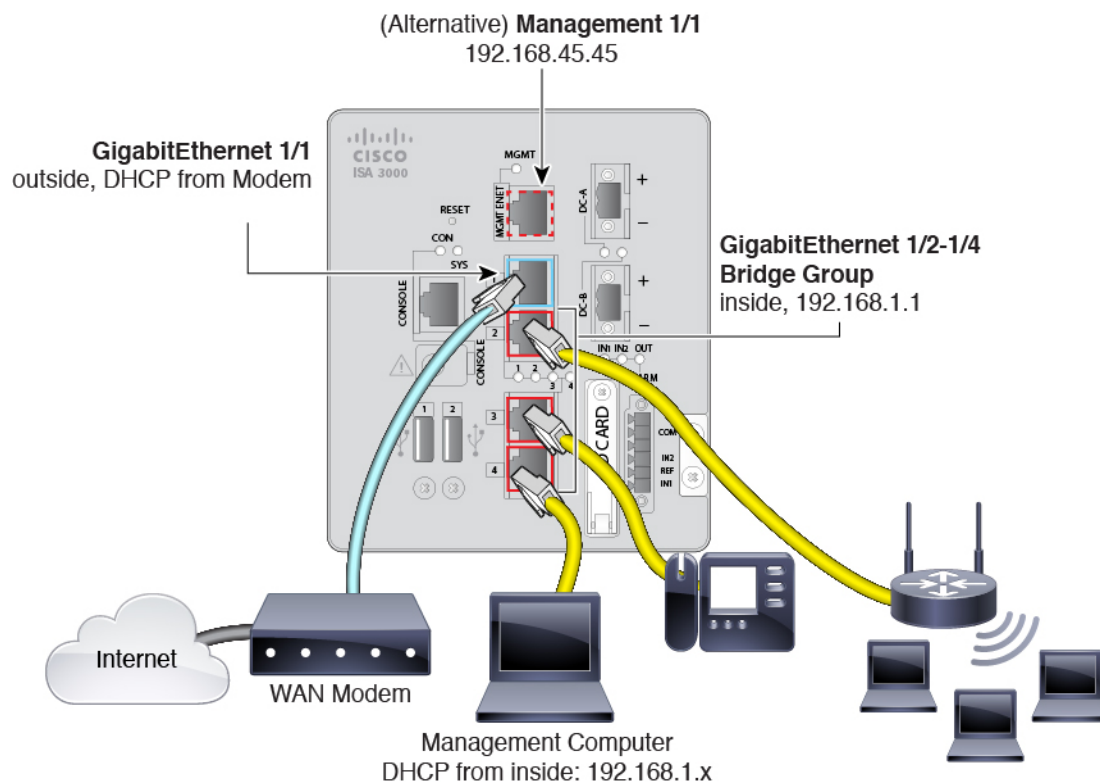 (Alternative) Management 1/1
192.168.45.45
GigabitEthernet 1/1
outside, DHCP from Modem
CISCO
ISA 3000
MGMT
MGMT ENET
RESET
CON
SYS
CONSOLE
CONSOLE
DC-A
+
−
DC-B
+
−
GigabitEthernet 1/2-1/4
Bridge Group
inside, 192.168.1.1
2
1 2 3 4
IN1 IN2 OUT
1 2
3
4
CARD
COM
IN2
REF
IN1
Internet
WAN Modem
Management Computer
DHCP from inside: 192.168.1.x